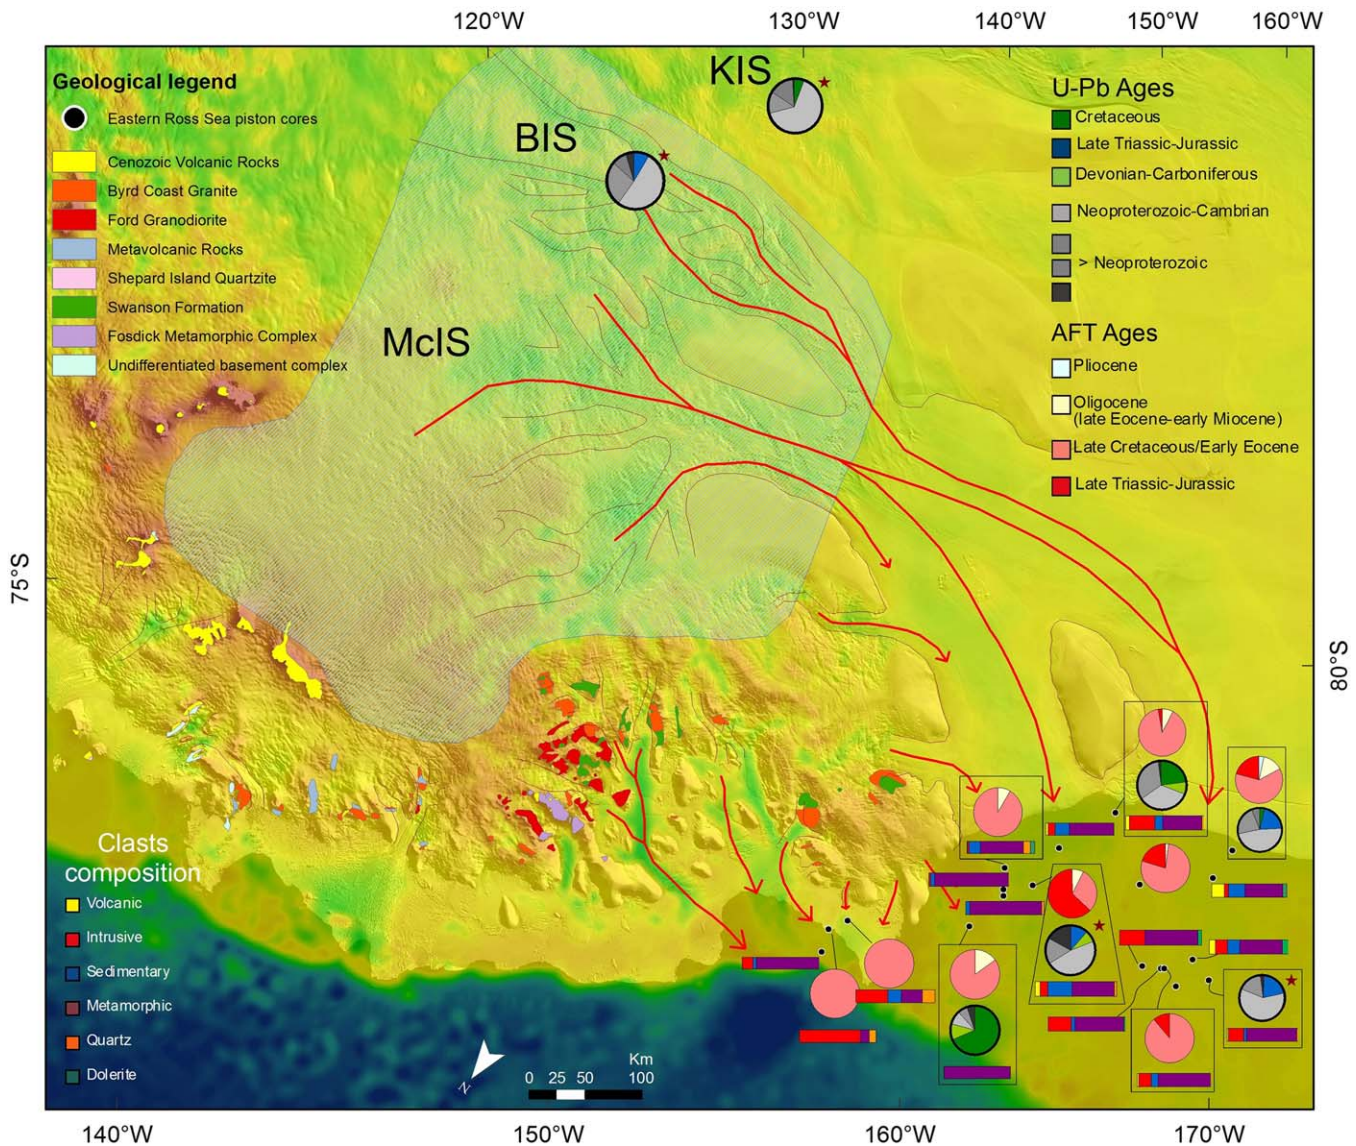 120°W 130°W 140°W 150°W 160°W
Geological legend
Eastern Ross Sea piston cores
Cenozoic Volcanic Rocks
Byrd Coast Granite
Ford Granodiorite
Metavolcanic Rocks
Shepard Island Quartzite
Swanson Formation
Fosdick Metamorphic Complex
Undifferentiated basement complex
KIS
BIS
McIS
U-Pb Ages
Cretaceous
Late Triassic-Jurassic
Devonian-Carboniferous
Neoproterozoic-Cambrian
> Neoproterozoic
AFT Ages
Pliocene
Oligocene
(late Eocene-early Miocene)
Late Cretaceous/Early Eocene
Late Triassic-Jurassic
75°S
80°S
Clasts
composition
Volcanic
Intrusive
Sedimentary
Metamorphic
Quartz
Dolerite
N
Km
0 25 50 100
140°W 150°W 160°W 170°W